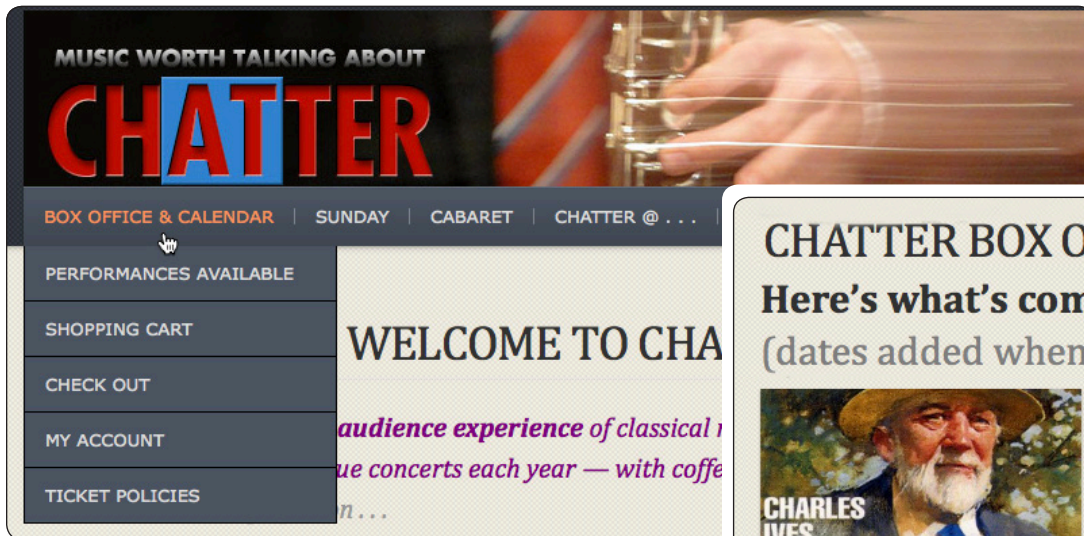 MUSIC WORTH TALKING ABOUT
CHATTER
BOX OFFICE & CALENDAR | SUNDAY | CABARET | CHATTER @ . . . |
PERFORMANCES AVAILABLE
SHOPPING CART
CHECK OUT
MY ACCOUNT
TICKET POLICIES
WELCOME TO CHA
audience experience of classical
ue concerts each year — with coffe
n . . .
CHATTER BOX O
Here’s what’s com
(dates added when
CHARLES
IVES